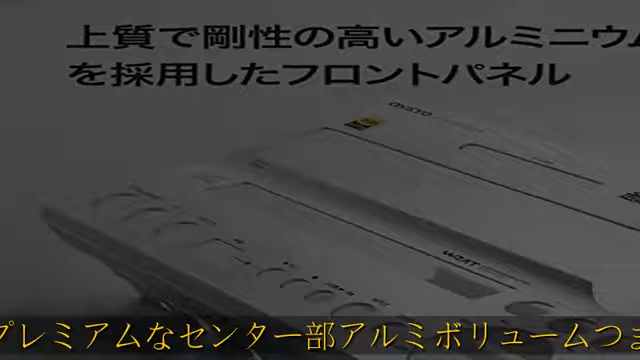 上質で剛性の高いアルミニウム
を採用したフロントパネル
ONKYO
WRAT
プレミアムなセンター部アルミボリュームつま